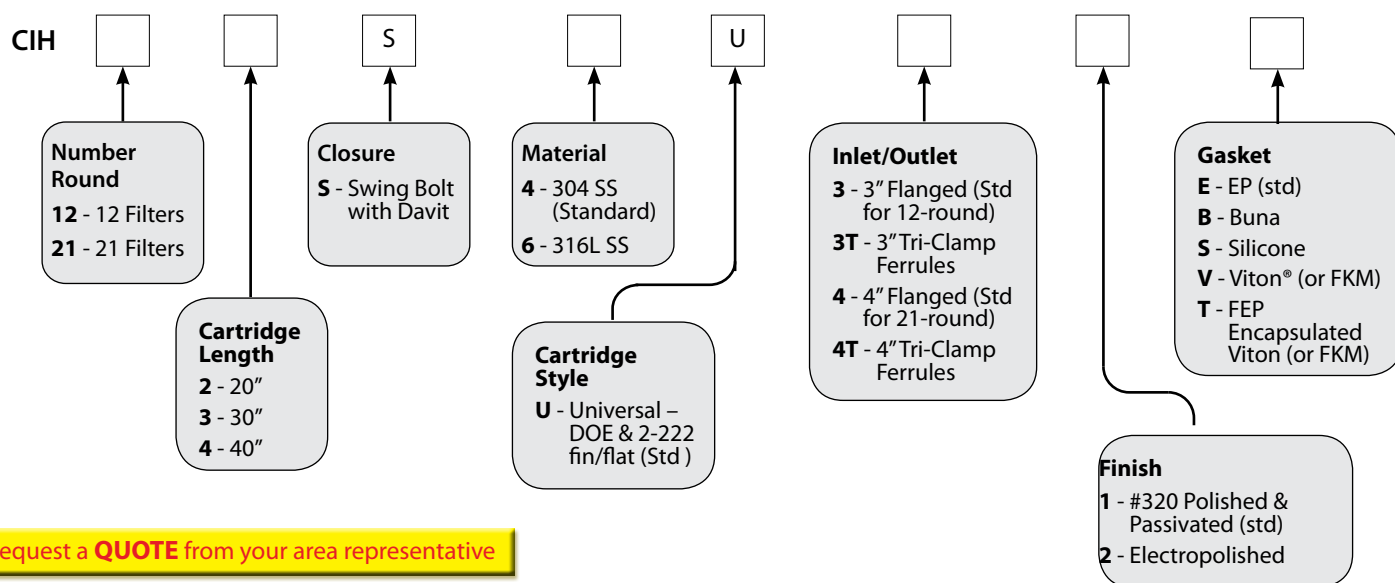 CIH
S
U
Number
Round
12 - 12 Filters
21 - 21 Filters
Cartridge
Length
2 - 20”
3 - 30”
4 - 40”
Closure
S - Swing Bolt
with Davit
Material
4 - 304 SS
(Standard)
6 - 316L SS
Cartridge
Style
U - Universal –
DOE & 2-222
fin/flat (Std )
Inlet/Outlet
3 - 3” Flanged (Std
for 12-round)
3T - 3” Tri-Clamp
Ferrules
4 - 4” Flanged (Std
for 21-round)
4T - 4” Tri-Clamp
Ferrules
Finish
1 - #320 Polished &
Passivated (std)
2 - Electropolished
Gasket
E - EP (std)
B - Buna
S - Silicone
V - Viton® (or FKM)
T - FEP
Encapsulated
Viton (or FKM)
equest a QUOTE from your area representative